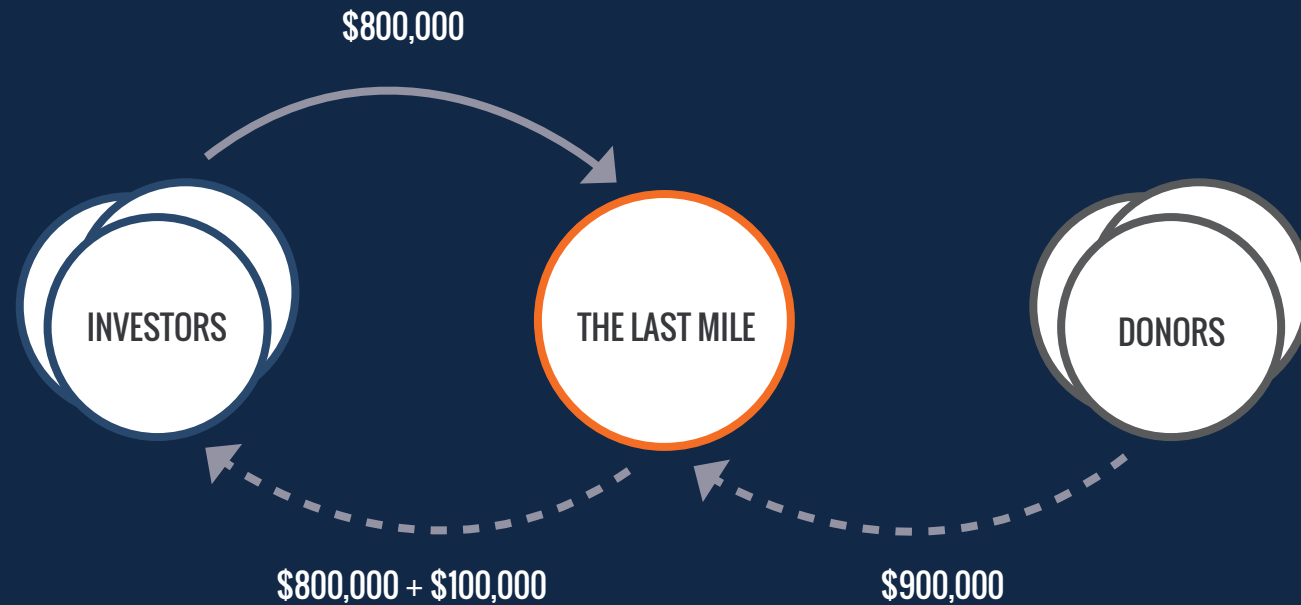 $800,000
INVESTORS
THE LAST MILE
DONORS
$800,000 + $100,000
$900,000